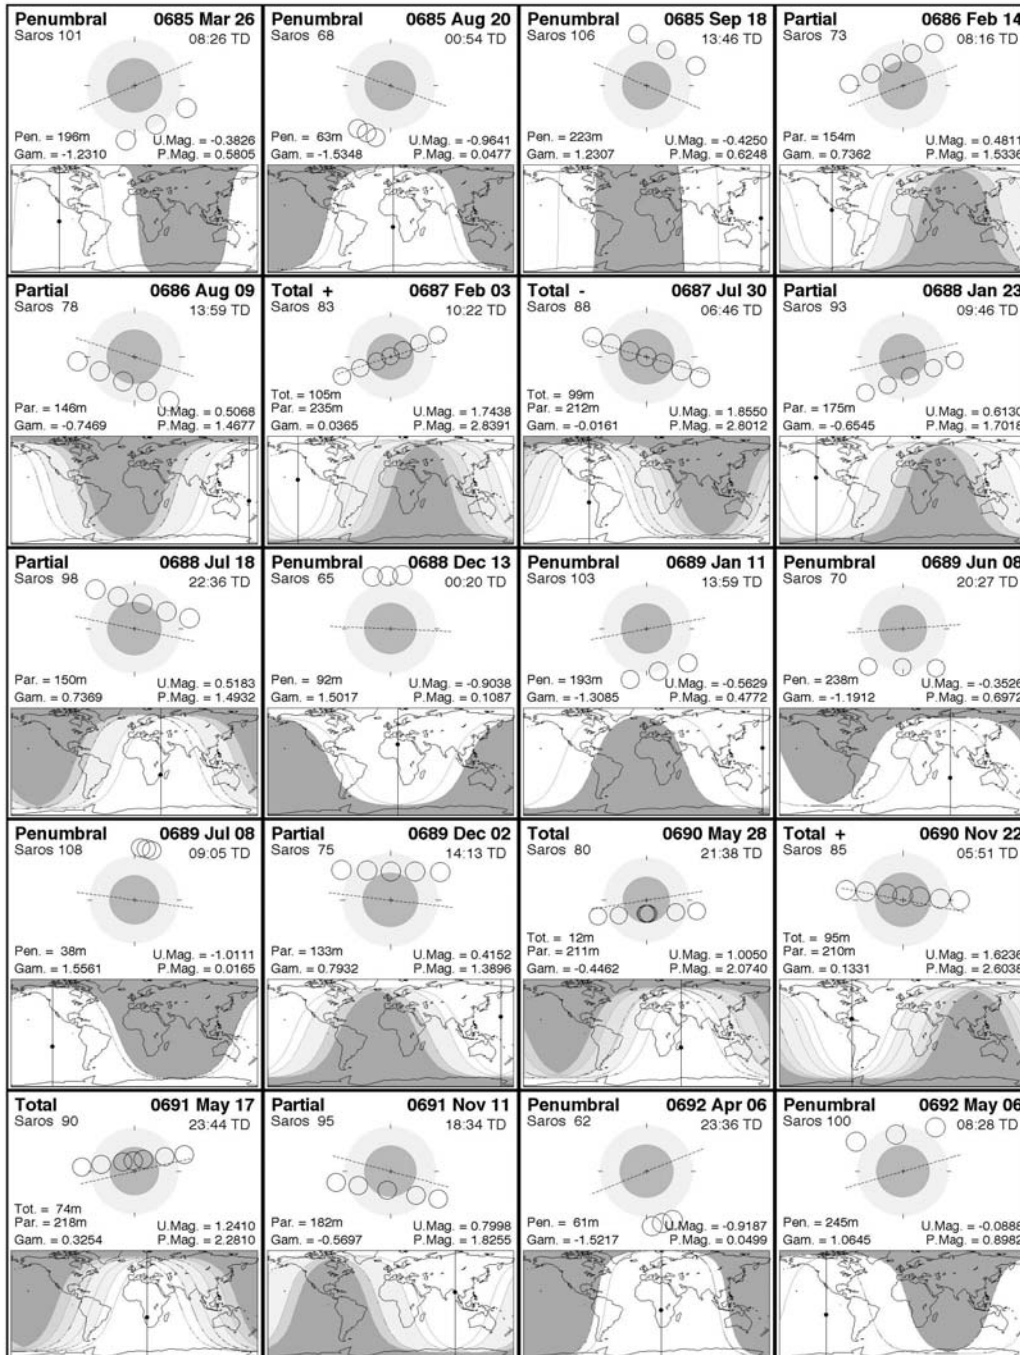 Penumbral 0685 Mar 26
Saros 101 08:26 TD
Pen. = 196m U.Mag. = -0.3826
Gam. = -1.2310 P.Mag. = 0.5805
Penumbral 0685 Aug 20
Saros 68 00:54 TD
Pen. = 63m U.Mag. = -0.9641
Gam. = -1.5348 P.Mag. = 0.0477
Penumbral 0685 Sep 18
Saros 106 13:46 TD
Pen. = 223m U.Mag. = -0.4250
Gam. = 1.2307 P.Mag. = 0.6248
Partial 0686 Feb 14
Saros 73 08:16 TD
Par. = 154m U.Mag. = 0.4811
Gam. = 0.7362 P.Mag. = 1.5336
Partial 0686 Aug 09
Saros 78 13:59 TD
Par. = 146m U.Mag. = 0.5068
Gam. = -0.7469 P.Mag. = 1.4677
Total + 0687 Feb 03
Saros 83 10:22 TD
Tot. = 105m
Par. = 235m U.Mag. = 1.7438
Gam. = 0.0365 P.Mag. = 2.8391
Total - 0687 Jul 30
Saros 88 06:46 TD
Tot. = 99m
Par. = 212m U.Mag. = 1.8550
Gam. = -0.0161 P.Mag. = 2.8012
Partial 0688 Jan 23
Saros 93 09:46 TD
Par. = 175m U.Mag. = 0.6130
Gam. = -0.6545 P.Mag. = 1.7018
Partial 0688 Jul 18
Saros 98 22:36 TD
Par. = 150m U.Mag. = 0.5183
Gam. = 0.7369 P.Mag. = 1.4932
Penumbral 0688 Dec 13
Saros 65 00:20 TD
Pen. = 92m U.Mag. = -0.9038
Gam. = 1.5017 P.Mag. = 0.1087
Penumbral 0689 Jan 11
Saros 103 13:59 TD
Pen. = 193m U.Mag. = -0.5629
Gam. = -1.3085 P.Mag. = 0.4772
Penumbral 0689 Jun 08
Saros 70 20:27 TD
Pen. = 238m U.Mag. = -0.3526
Gam. = -1.1912 P.Mag. = 0.6972
Penumbral 0689 Jul 08
Saros 108 09:05 TD
Pen. = 38m U.Mag. = -1.0111
Gam. = 1.5561 P.Mag. = 0.0165
Partial 0689 Dec 02
Saros 75 14:13 TD
Par. = 133m U.Mag. = 0.4152
Gam. = 0.7932 P.Mag. = 1.3896
Total 0690 May 28
Saros 80 21:38 TD
Tot. = 12m
Par. = 211m U.Mag. = 1.0050
Gam. = -0.4462 P.Mag. = 2.0740
Total + 0690 Nov 22
Saros 85 05:51 TD
Tot. = 95m
Par. = 210m U.Mag. = 1.6236
Gam. = 0.1331 P.Mag. = 2.6038
Total 0691 May 17
Saros 90 23:44 TD
Tot. = 74m
Par. = 218m U.Mag. = 1.2410
Gam. = 0.3254 P.Mag. = 2.2810
Partial 0691 Nov 11
Saros 95 18:34 TD
Par. = 182m U.Mag. = 0.7998
Gam. = -0.5697 P.Mag. = 1.8255
Penumbral 0692 Apr 06
Saros 62 23:36 TD
Pen. = 61m U.Mag. = -0.9187
Gam. = -1.5217 P.Mag. = 0.0499
Penumbral 0692 May 06
Saros 100 08:28 TD
Pen. = 245m U.Mag. = -0.0888
Gam. = 1.0645 P.Mag. = 0.8982